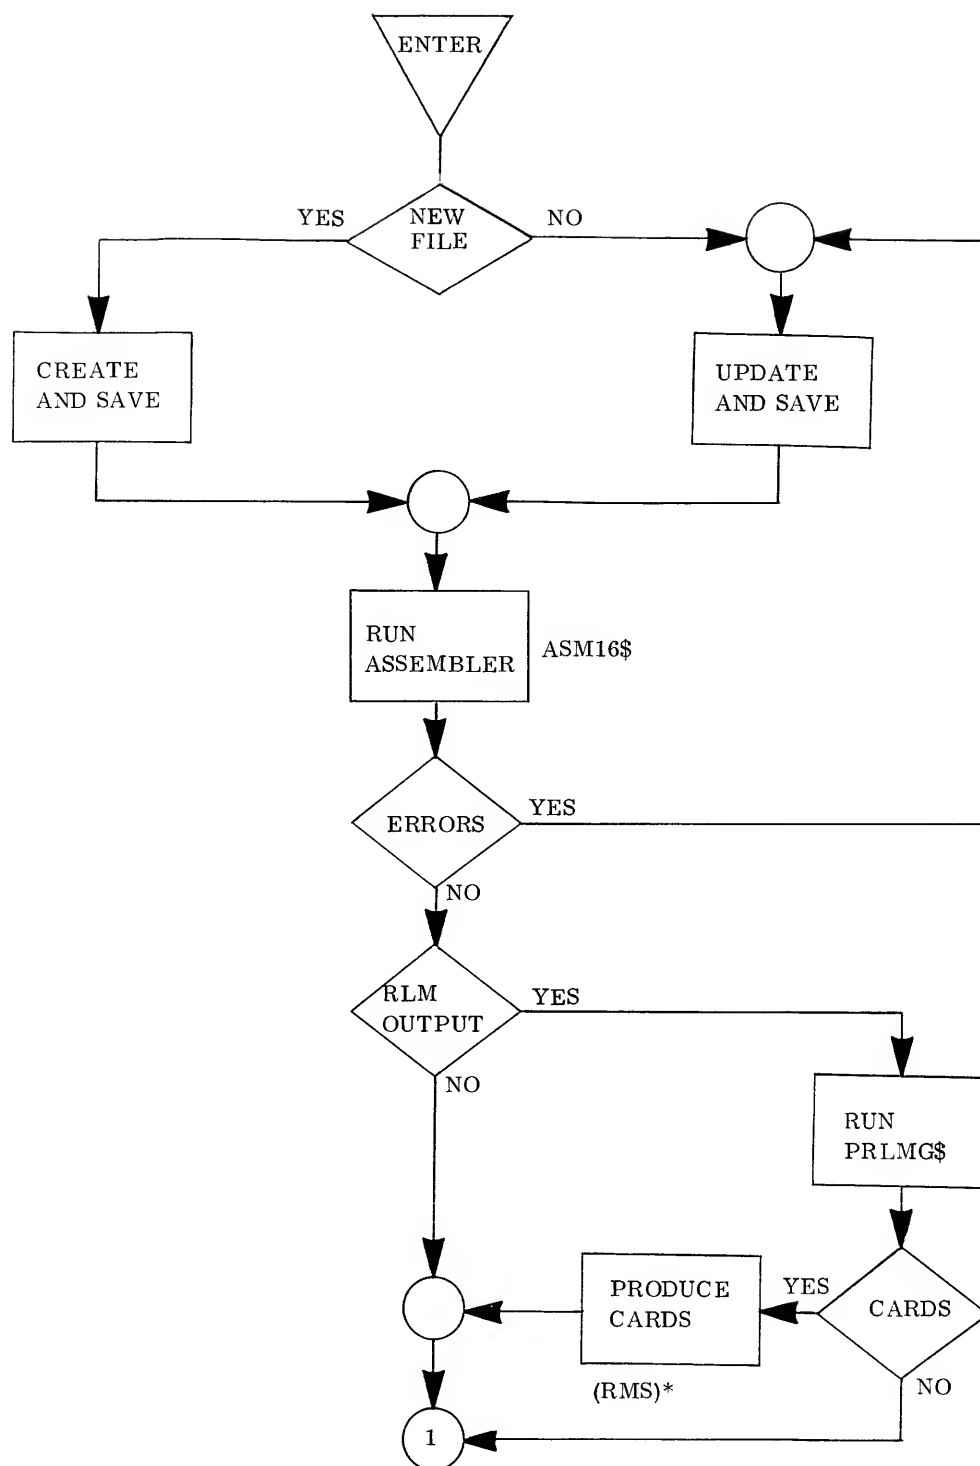 ENTER
YES
NEW
FILE
NO
CREATE
AND SAVE
UPDATE
AND SAVE
RUN
ASSEMBLER
ASM16$
ERRORS
YES
NO
RLM
OUTPUT
YES
NO
RUN
PRLMG$
PRODUCE
CARDS
YES
CARDS
(RMS)*
NO
1